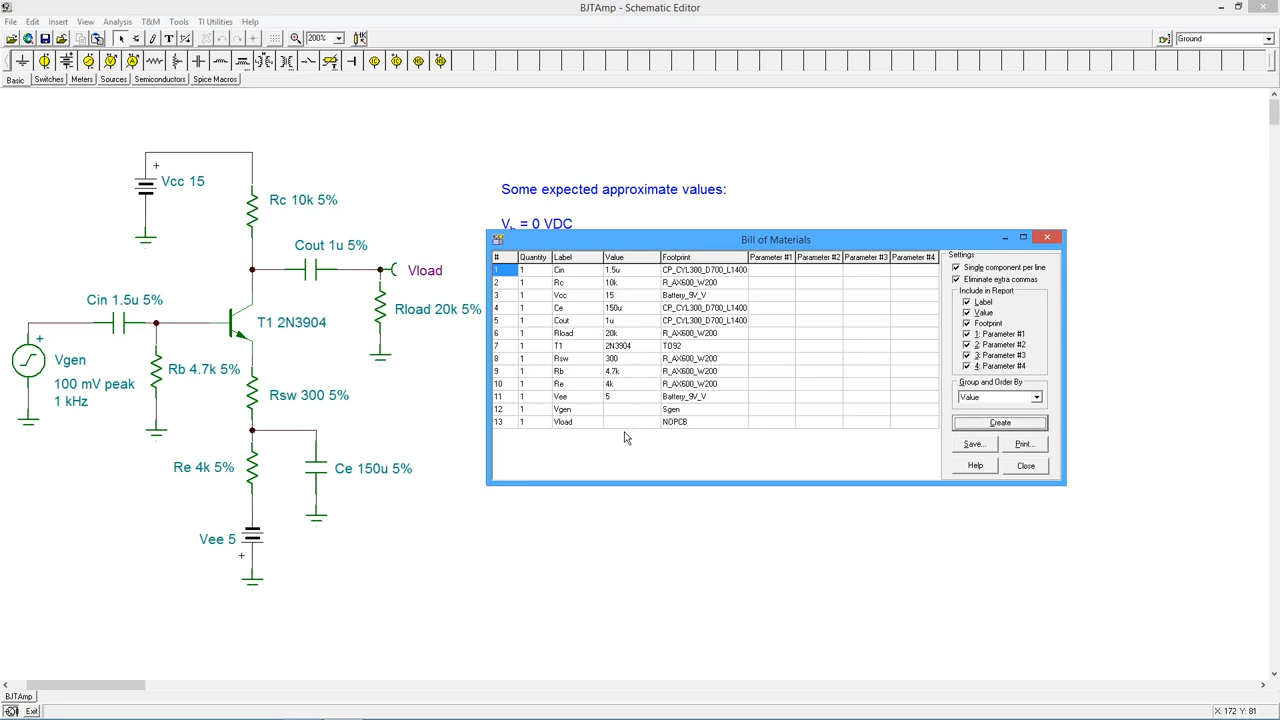 BJTAmp - Schematic Editor
File Edit Insert View Analysis T&M Tools TI Utilities Help
200%
Ground
Basic Switches Meters Sources Semiconductors Spice Macros
+
Vcc 15
Rc 10k 5%
Cout 1u 5%
Vload
Cin 1.5u 5%
T1 2N3904
Rload 20k 5%
+
Vgen
100 mV peak
1 kHz
Rb 4.7k 5%
Rsw 300 5%
Re 4k 5%
Ce 150u 5%
Vee 5
+
Some expected approximate values:
= 0 VDC
Bill of Materials
# Quantity Label Value Footprint Parameter #1 Parameter #2 Parameter #3 Parameter #4
1 1 Cin 1.5u CP_CYL300_D700_L1400
2 1 Rc 10k R_AX600_W200
3 1 Vcc 15 Battery_9V_V
4 1 Ce 150u CP_CYL300_D700_L1400
5 1 Cout 1u CP_CYL300_D700_L1400
6 1 Rload 20k R_AX600_W200
7 1 T1 2N3904 TO92
8 1 Rsw 300 R_AX600_W200
9 1 Rb 4.7k R_AX600_W200
10 1 Re 4k R_AX600_W200
11 1 Vee 5 Battery_9V_V
12 1 Vgen Sgen
13 1 Vload NOPCB
Settings
Single component per line
Eliminate extra commas
Include in Report
Label
Value
Footprint
1: Parameter #1
2: Parameter #2
3: Parameter #3
4: Parameter #4
Group and Order By
Value
Create
Save... Print...
Help Close
BJTAmp
Exit
X: 172 Y: 81